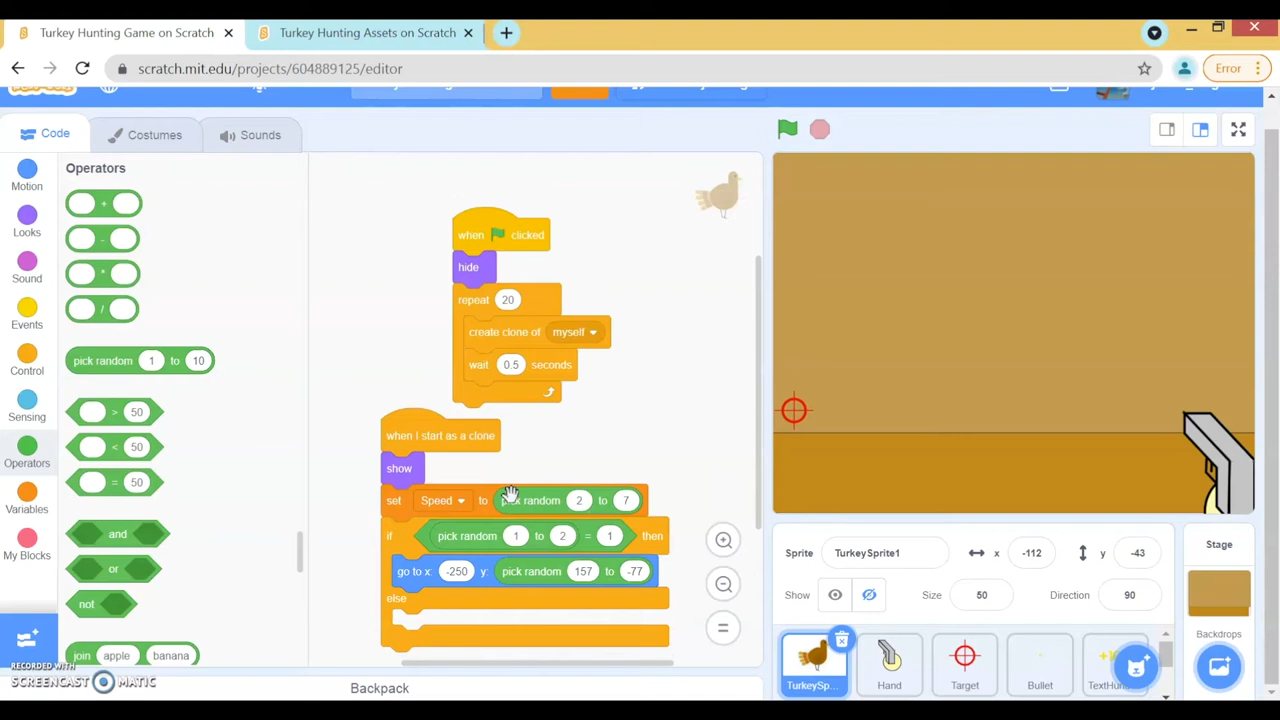 Turkey Hunting Game on Scratch
Turkey Hunting Assets on Scratch
scratch.mit.edu/projects/604889125/editor
Error
Code
Costumes
Sounds
Motion
Looks
Sound
Events
Control
Sensing
Operators
Variables
My Blocks
Operators
+
-
*
/
pick random 1 to 10
> 50
< 50
= 50
and
or
not
join apple banana
when clicked
hide
repeat 20
create clone of myself
wait 0.5 seconds
when I start as a clone
show
set Speed to pick random 2 to 7
if pick random 1 to 2 = 1 then
go to x: -250 y: pick random 157 to -77
else
Backpack
Sprite TurkeySprite1 x -112 y -43
Show Size 50 Direction 90
Stage
Backdrops
TurkeySp...
Hand
Target
Bullet
RECORDED WITH
SCREENCAST MATIC